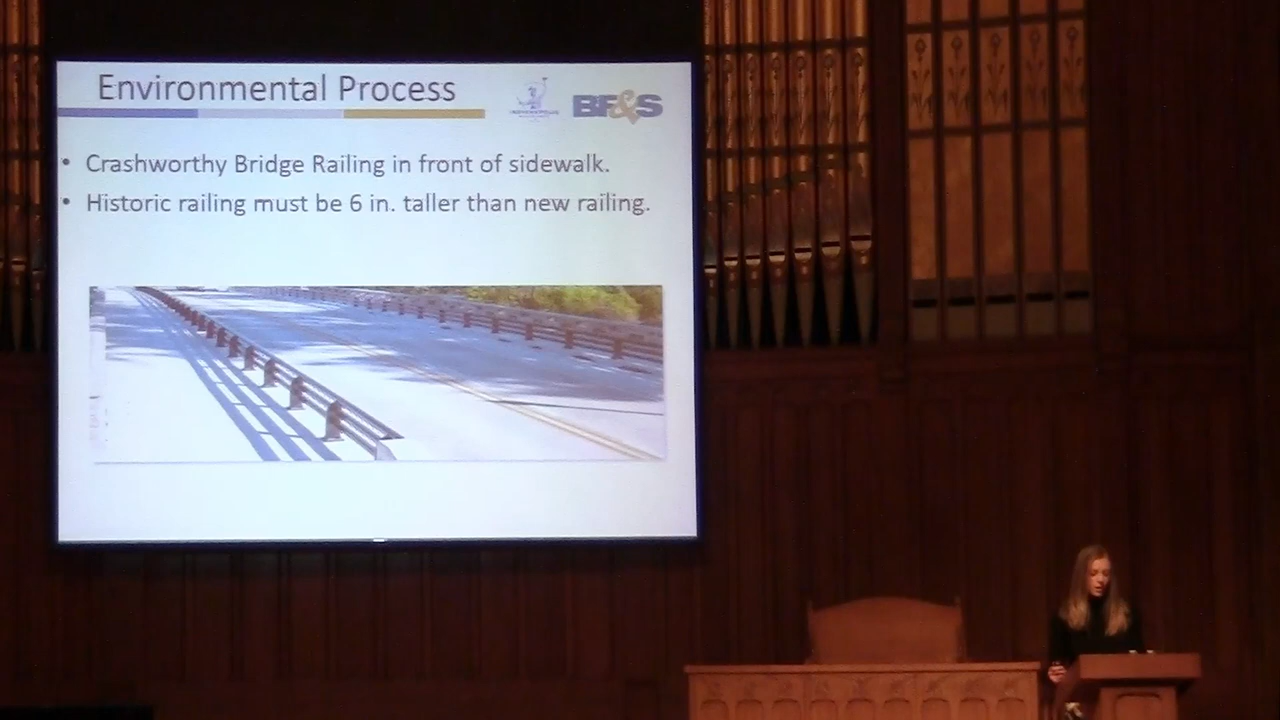 Environmental Process
BF&S
• Crashworthy Bridge Railing in front of sidewalk.
• Historic railing must be 6 in. taller than new railing.